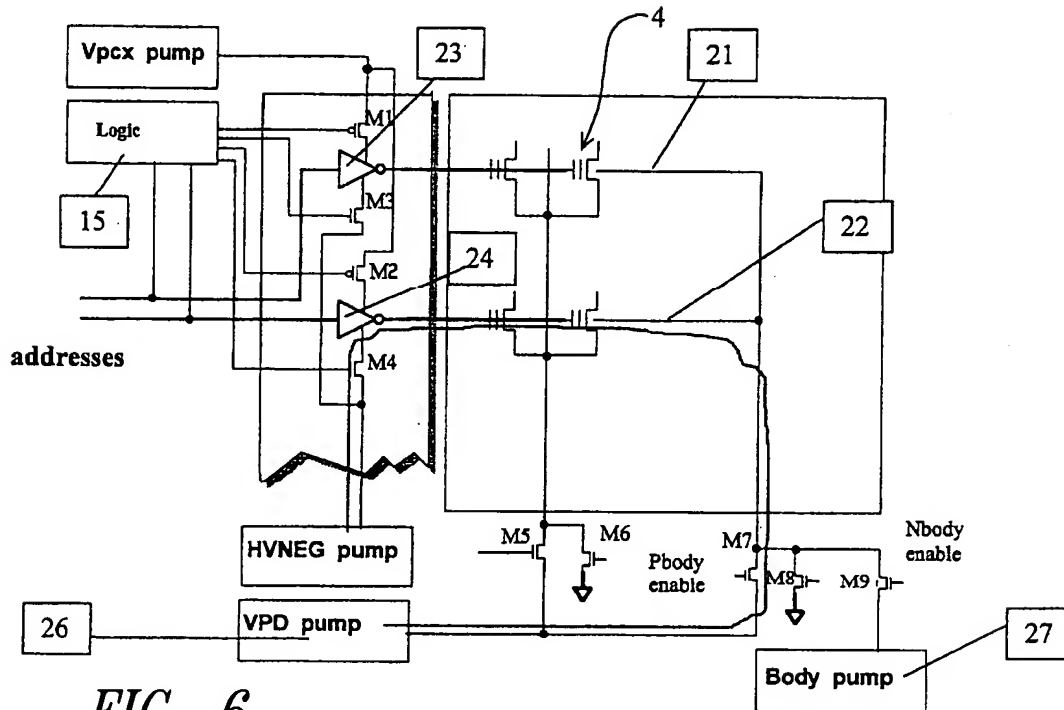 4
Vpcx pump
23
21
Logic
M1
15
M3
22
M2
24
addresses
M4
M5
M6
M7
Nbody
enable
HVNEG pump
Pbody
enable
M8
M9
26
VPD pump
27
Body pump
FIG. 6